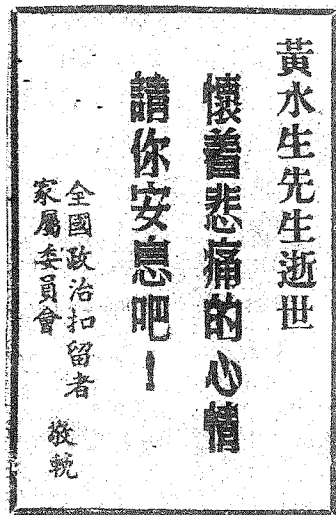 黃水生先生逝世
懷着悲痛的心情
請你安息吧！
全國政治扣留者
家屬委員會
敬輓